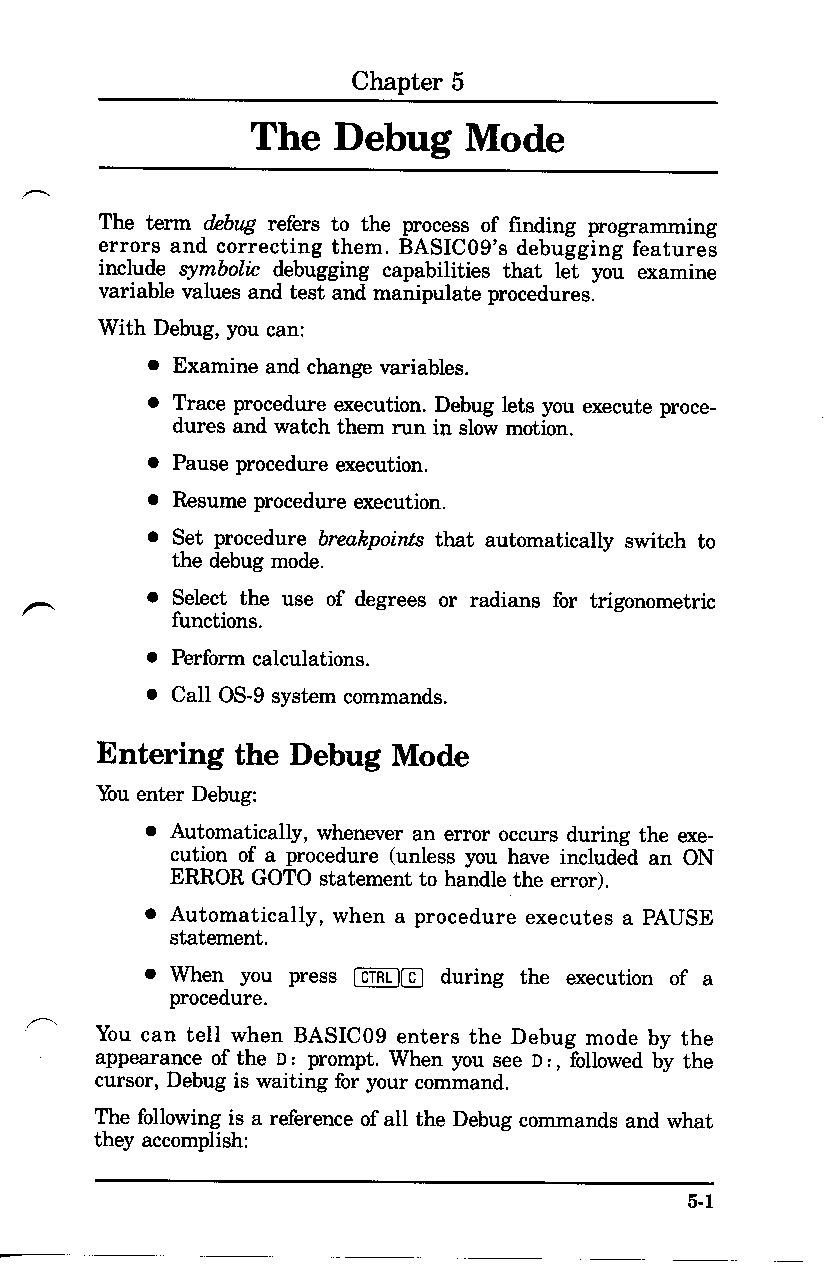 Chapter 5
The Debug Mode
The term debug refers to the process of finding programming
errors and correcting them. BASIC09's debugging features
include symbolic debugging capabilities that let you examine
variable values and test and manipulate procedures.
With Debug, you can:
• Examine and change variables.
• Trace procedure execution. Debug lets you execute proce-
dures and watch them run in slow motion.
• Pause procedure execution.
• Resume procedure execution.
• Set procedure breakpoints that automatically switch to
the debug mode.
• Select the use of degrees or radians for trigonometric
functions.
• Perform calculations.
• Call OS-9 system commands.
Entering the Debug Mode
You enter Debug:
• Automatically, whenever an error occurs during the exe-
cution of a procedure (unless you have included an ON
ERROR GOTO statement to handle the error).
• Automatically, when a procedure executes a PAUSE
statement.
• When you press [CTRL][C] during the execution of a
procedure.
You can tell when BASIC09 enters the Debug mode by the
appearance of the D: prompt. When you see D:, followed by the
cursor, Debug is waiting for your command.
The following is a reference of all the Debug commands and what
they accomplish:
5-1